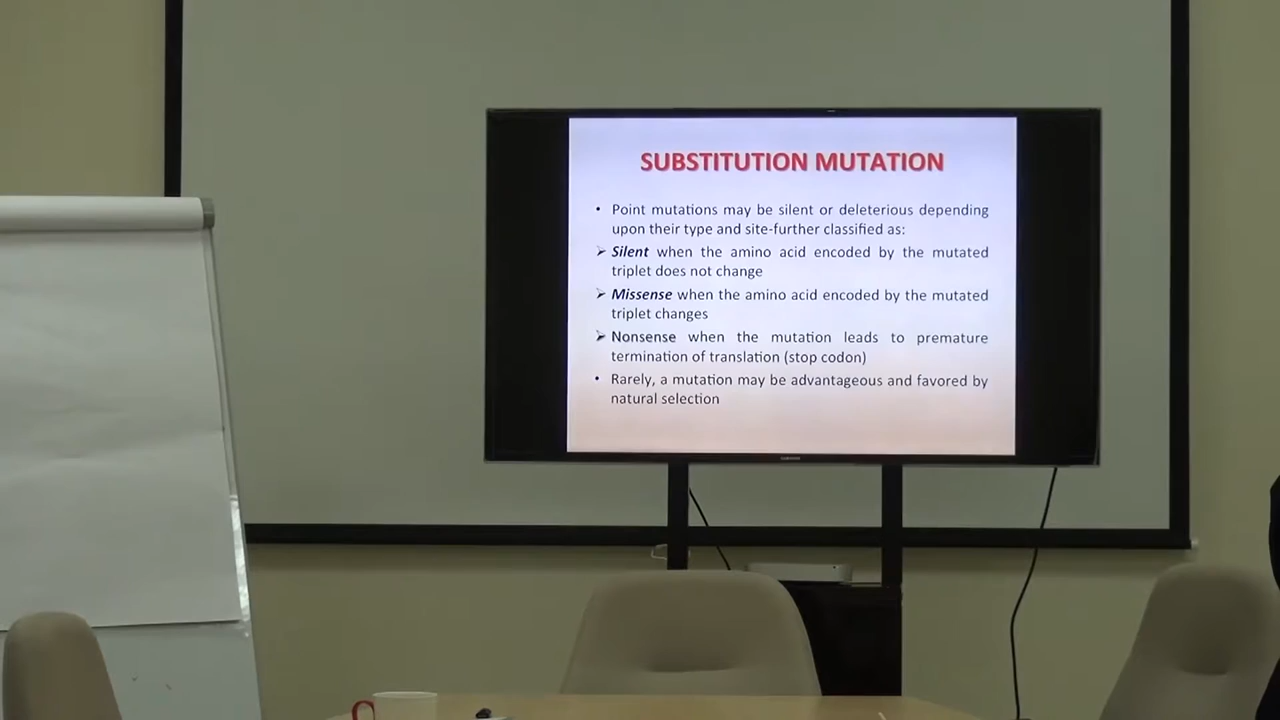 SUBSTITUTION MUTATION
• Point mutations may be silent or deleterious depending
upon their type and site-further classified as:
➢ Silent when the amino acid encoded by the mutated
triplet does not change
➢ Missense when the amino acid encoded by the mutated
triplet changes
➢ Nonsense when the mutation leads to premature
termination of translation (stop codon)
• Rarely, a mutation may be advantageous and favored by
natural selection